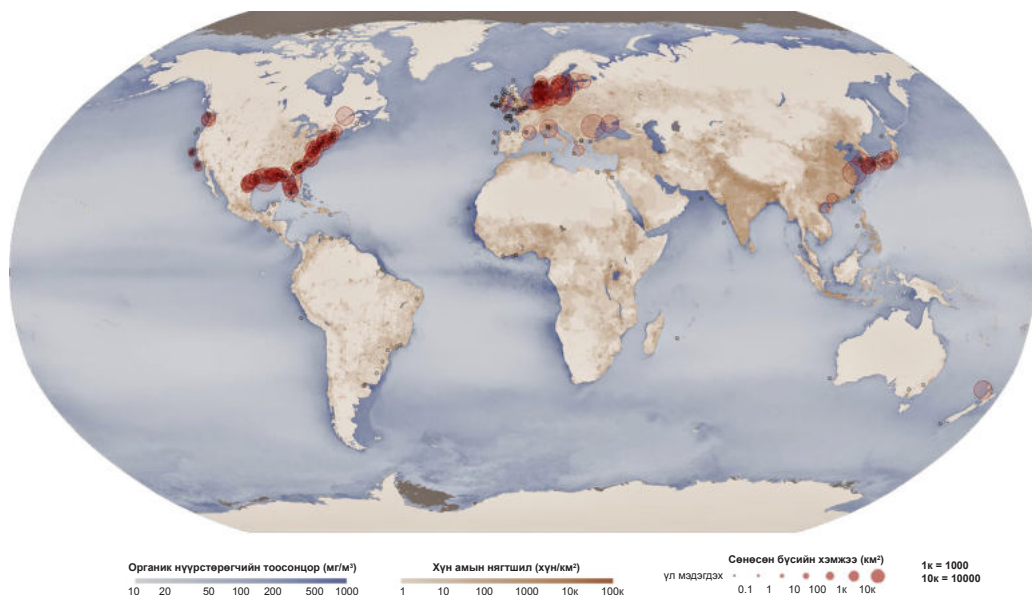 Органик нүүрстөрөгчийн тоосонцор (мг/м³)
10 20 50 100 200 500 1000
Хүн амын нягтшил (хүн/км²)
1 10 100 1000 10к 100к
Сөнөсөн бүсийн хэмжээ (км²)
үл мэдэгдэх
0.1 1 10 100 1к 10к
1к = 1000
10к = 10000